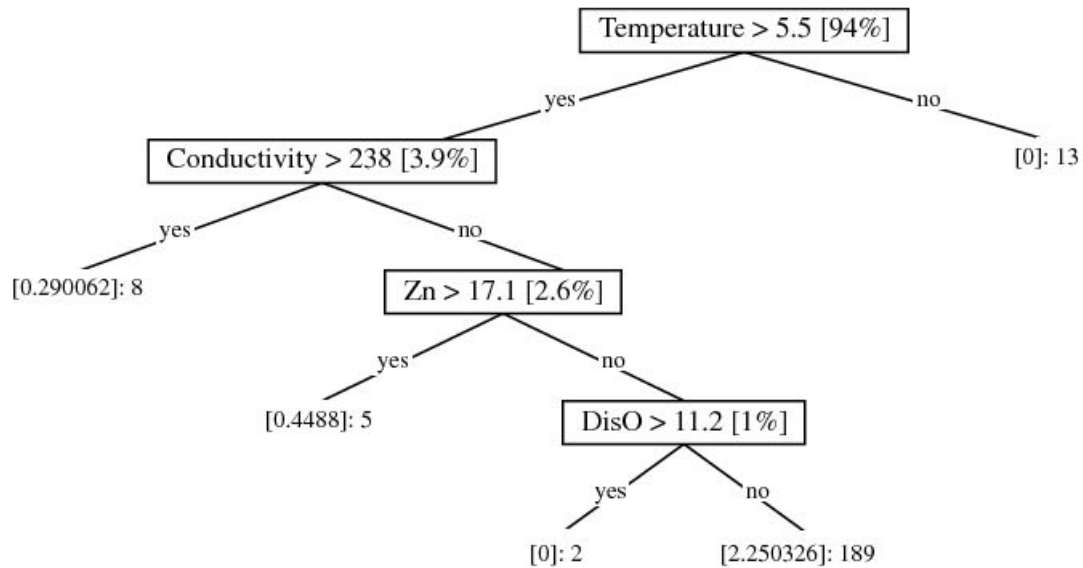 Temperature > 5.5 [94%]
yes
no
Conductivity > 238 [3.9%]
[0]: 13
yes
no
[0.290062]: 8
Zn > 17.1 [2.6%]
yes
no
[0.4488]: 5
DisO > 11.2 [1%]
yes
no
[0]: 2
[2.250326]: 189